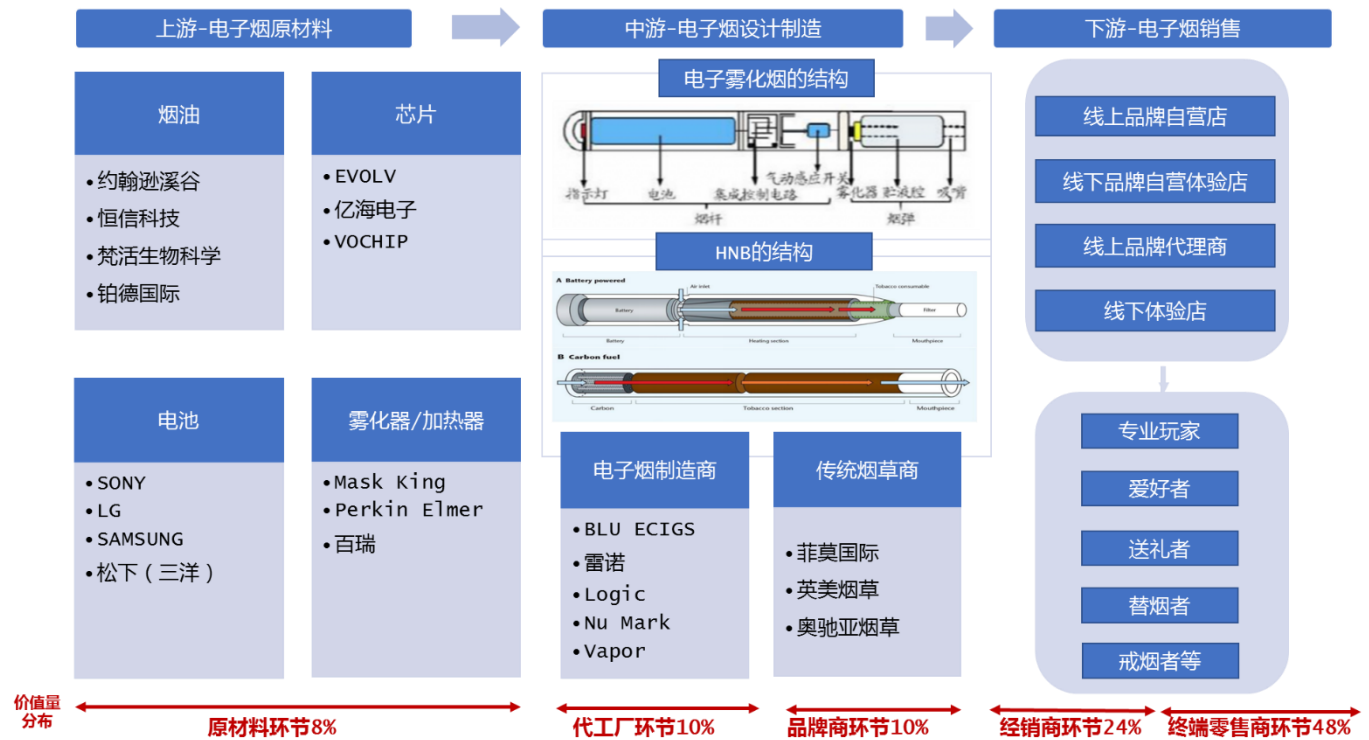 上游-电子烟原材料
中游-电子烟设计制造
下游-电子烟销售
烟油
•约翰逊溪谷
•恒信科技
•梵活生物科学
•铂德国际
芯片
•EVOLV
•亿海电子
•VOCHIP
电池
•SONY
•LG
•SAMSUNG
•松下（三洋）
雾化器/加热器
•Mask King
•Perkin Elmer
•百瑞
电子雾化烟的结构
指示灯
电池
集成控制电路
气动感应开关
雾化器
贮液腔
吸嘴
烟杆
烟弹
HNB的结构
A Battery powered
Air inlet
Tobacco consumable
Battery
Filter
Battery
Heating section
Mouthpiece
B Carbon fuel
Carbon
Tobacco section
Mouthpiece
电子烟制造商
•BLU ECIGS
•雷诺
•Logic
•Nu Mark
•Vapor
传统烟草商
•菲莫国际
•英美烟草
•奥驰亚烟草
线上品牌自营店
线下品牌自营体验店
线上品牌代理商
线下体验店
专业玩家
爱好者
送礼者
替烟者
戒烟者等
价值量
分布
原材料环节8%
代工厂环节10%
品牌商环节10%
经销商环节24%
终端零售商环节48%